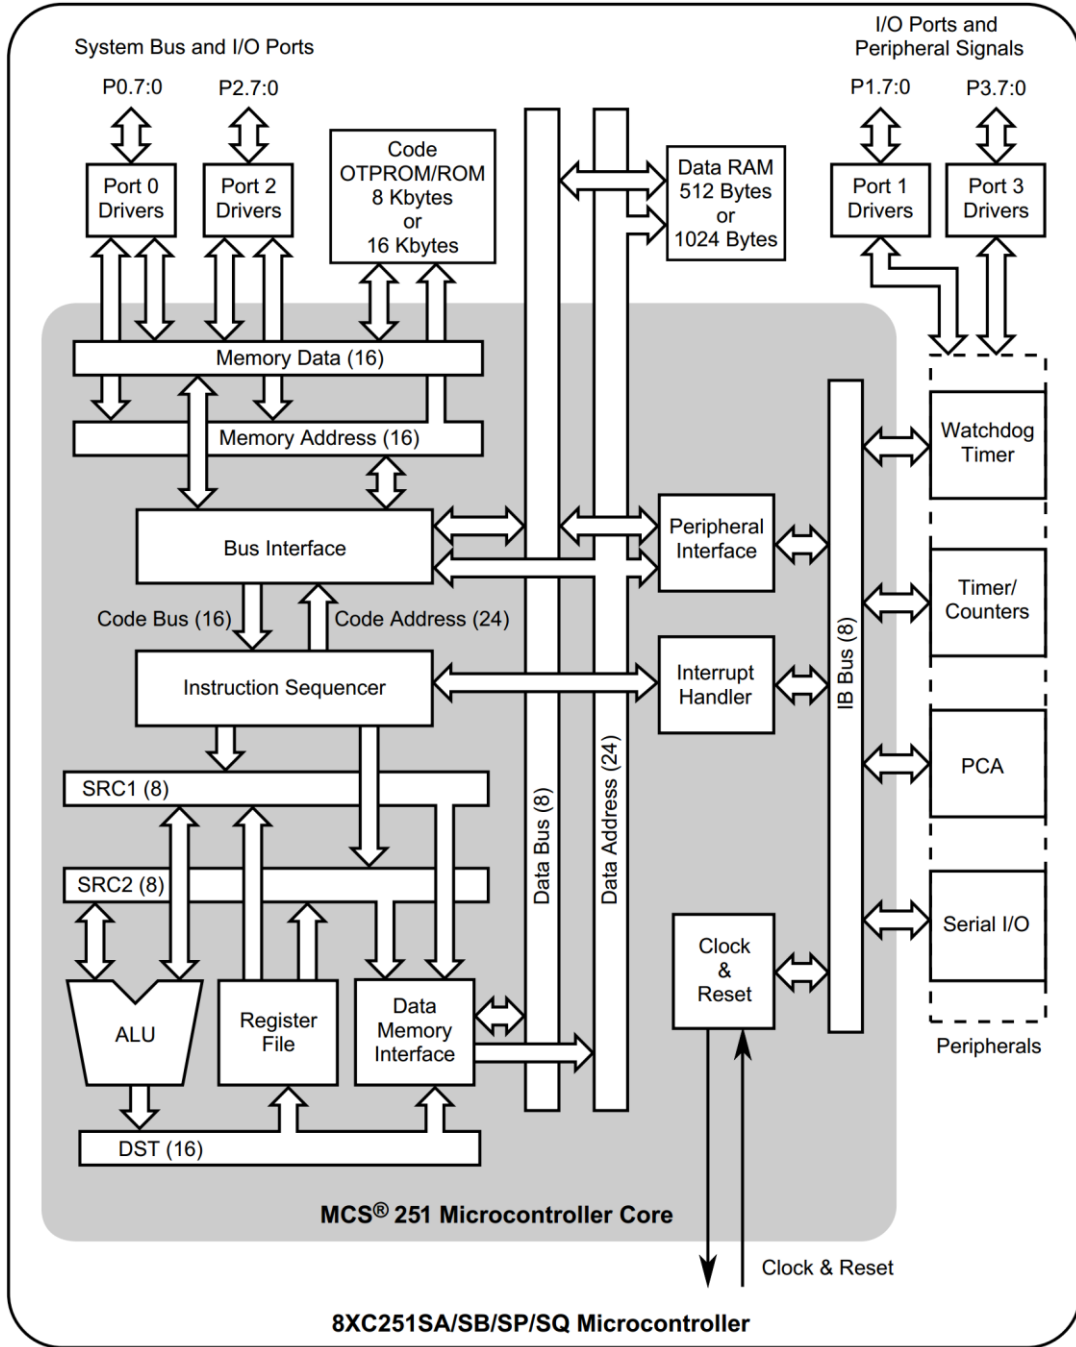 System Bus and I/O Ports
I/O Ports and
Peripheral Signals
P0.7:0
P2.7:0
P1.7:0
P3.7:0
Port 0
Drivers
Port 2
Drivers
Code
OTPROM/ROM
8 Kbytes
or
16 Kbytes
Data RAM
512 Bytes
or
1024 Bytes
Port 1
Drivers
Port 3
Drivers
Memory Data (16)
Memory Address (16)
Bus Interface
Peripheral
Interface
Watchdog
Timer
Code Bus (16)
Code Address (24)
Timer/
Counters
Instruction Sequencer
Interrupt
Handler
IB Bus (8)
SRC1 (8)
Data Bus (8)
Data Address (24)
PCA
SRC2 (8)
Clock
&
Reset
Serial I/O
ALU
Register
File
Data
Memory
Interface
Peripherals
DST (16)
MCS® 251 Microcontroller Core
Clock & Reset
8XC251SA/SB/SP/SQ Microcontroller